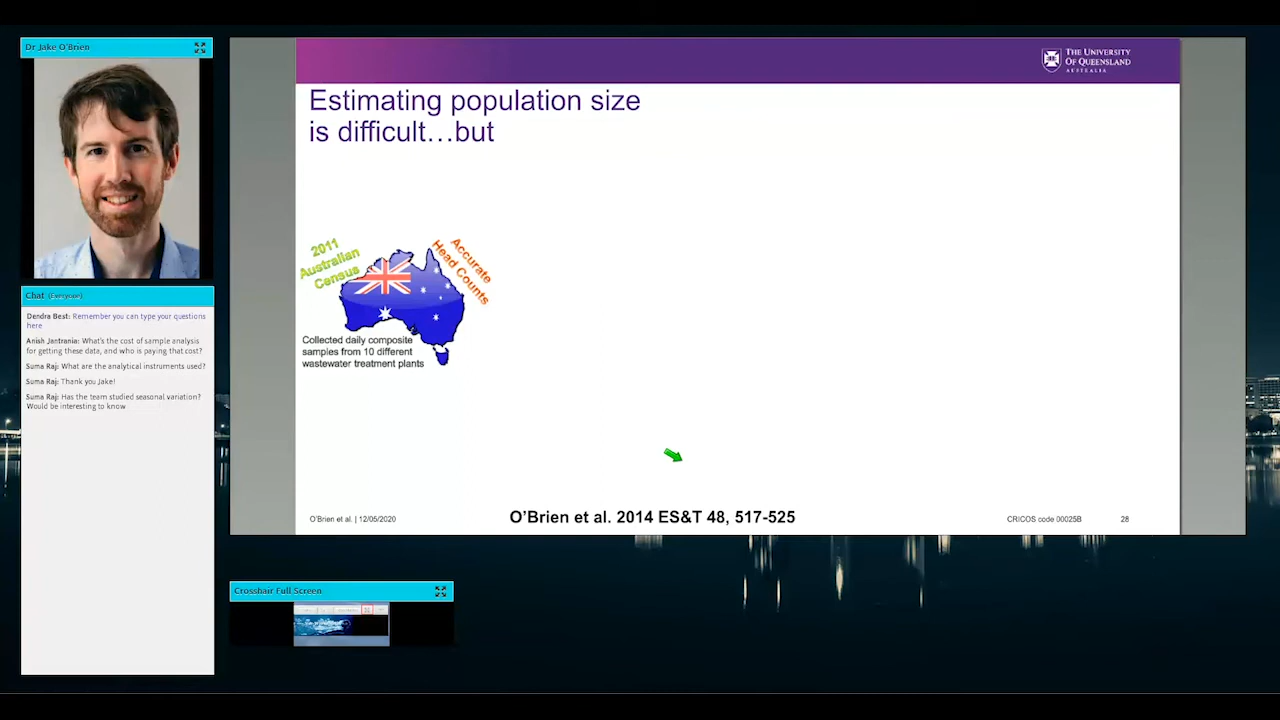 Dr Jake O'Brien
Chat (Everyone)
Dendra Best: Remember you can type your questions
here
Anish Jantrania: What's the cost of sample analysis
for getting these data, and who is paying that cost?
Suma Raj: What are the analytical instruments used?
Suma Raj: Thank you Jake!
Suma Raj: Has the team studied seasonal variation?
Would be interesting to know
THE UNIVERSITY
OF QUEENSLAND
AUSTRALIA
Estimating population size
is difficult…but
2011
Australian
Census
Accurate
Head Counts
Collected daily composite
samples from 10 different
wastewater treatment plants
O'Brien et al. | 12/05/2020
O'Brien et al. 2014 ES&T 48, 517-525
CRICOS code 00025B
28
Crosshair Full Screen